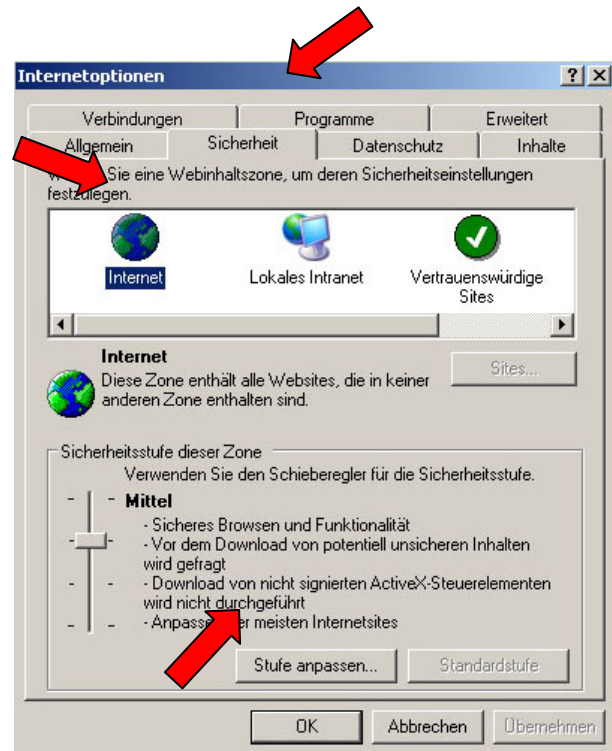 Internetoptionen
Verbindungen Programme Erweitert
Allgemein Sicherheit Datenschutz Inhalte
Sie eine Webinhaltszone, um deren Sicherheitseinstellungen
festzulegen.
Internet Lokales Intranet Vertrauenswürdige
Sites
Internet
Diese Zone enthält alle Websites, die in keiner
anderen Zone enthalten sind.
Sites...
Sicherheitsstufe dieser Zone
Verwenden Sie den Schieberegler für die Sicherheitsstufe.
Mittel
- Sicheres Browsen und Funktionalität
- Vor dem Download von potentiell unsicheren Inhalten
wird gefragt
- Download von nicht signierten ActiveX-Steuerelementen
wird nicht durchgeführt
- Anpassen der meisten Internetsites
Stufe anpassen... Standardstufe
OK Abbrechen Übernehmen